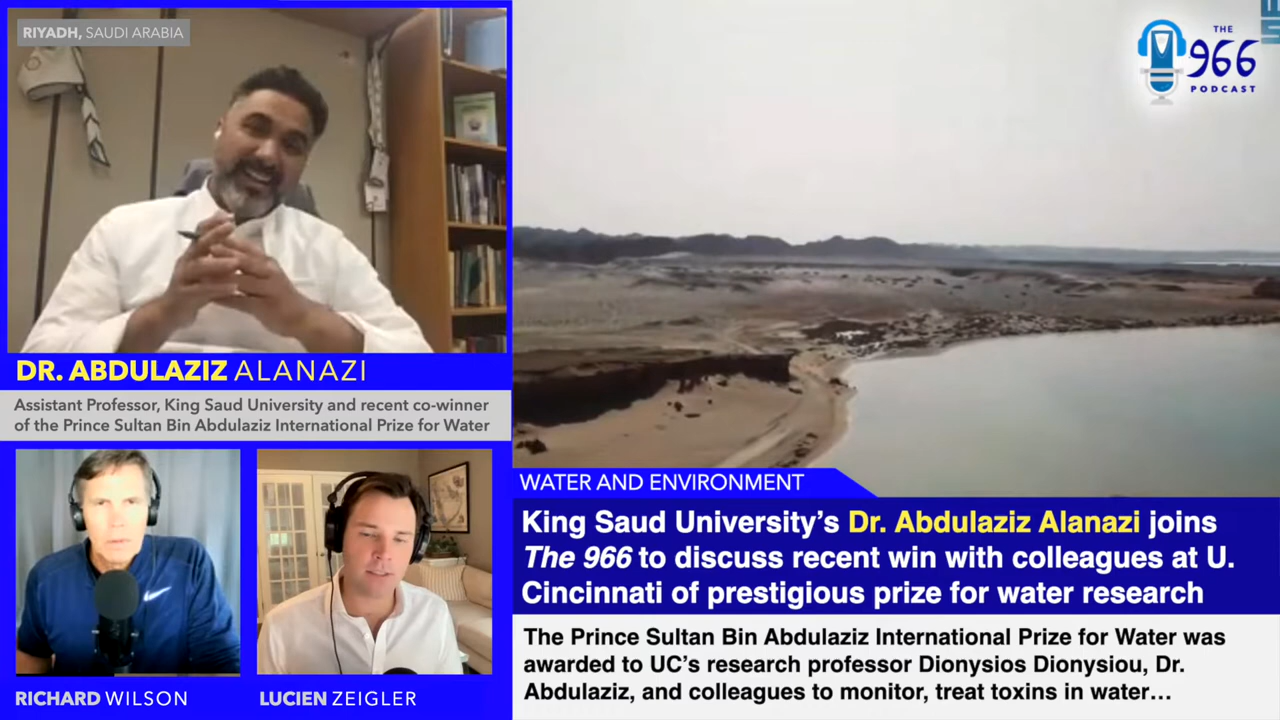 RIYADH, SAUDI ARABIA
DR. ABDULAZIZ ALANAZI
Assistant Professor, King Saud University and recent co-winner
of the Prince Sultan Bin Abdulaziz International Prize for Water
RICHARD WILSON
LUCIEN ZEIGLER
THE
966
PODCAST
WATER AND ENVIRONMENT
King Saud University's Dr. Abdulaziz Alanazi joins
The 966 to discuss recent win with colleagues at U.
Cincinnati of prestigious prize for water research
The Prince Sultan Bin Abdulaziz International Prize for Water was
awarded to UC's research professor Dionysios Dionysiou, Dr.
Abdulaziz, and colleagues to monitor, treat toxins in water...